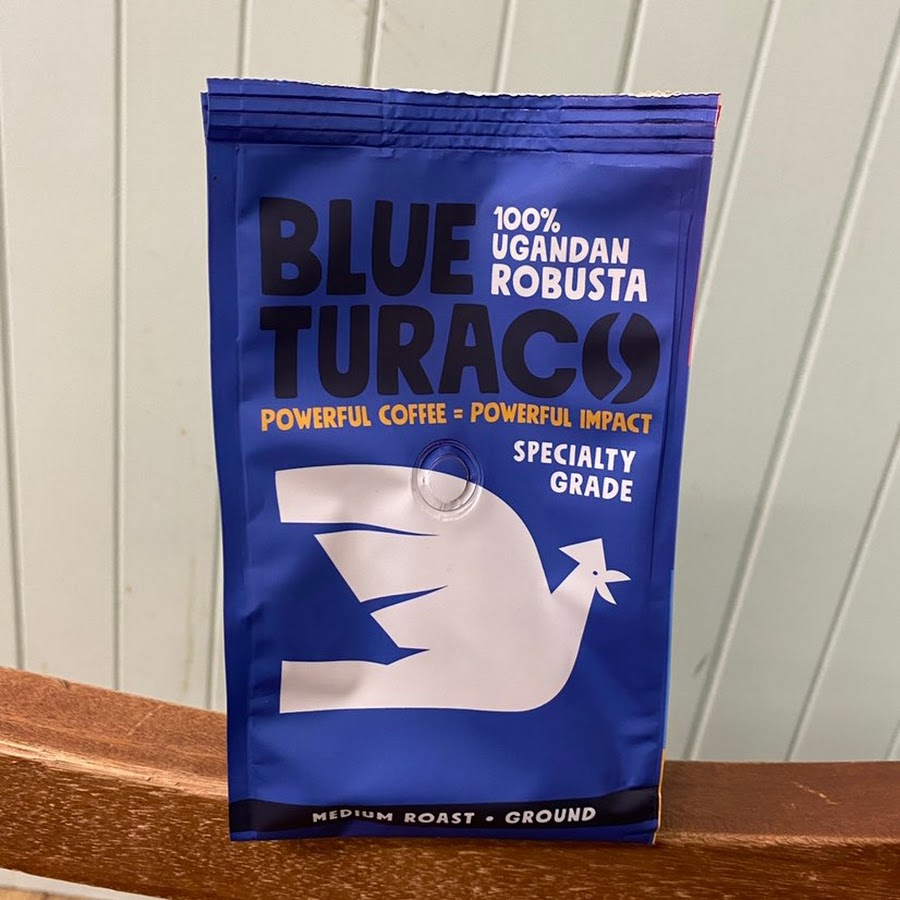 BLUE
TURACO
100%
UGANDAN
ROBUSTA
POWERFUL COFFEE = POWERFUL IMPACT
SPECIALTY
GRADE
MEDIUM ROAST • GROUND